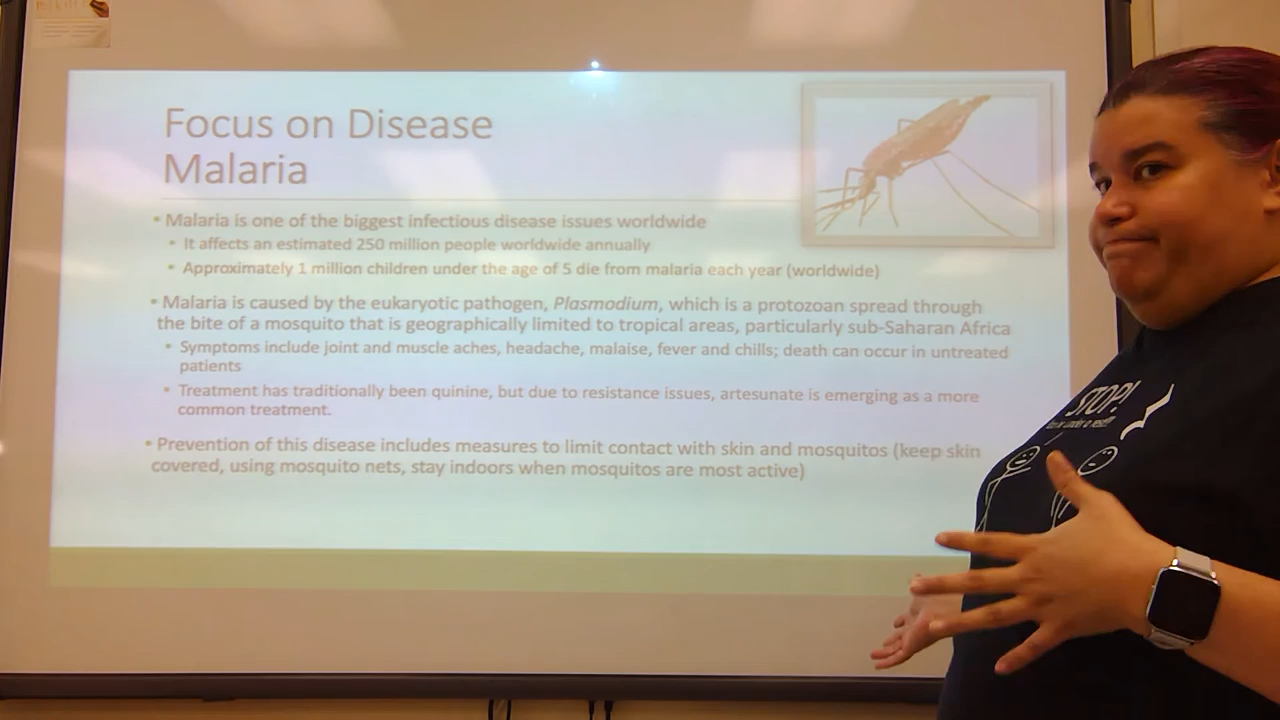 Focus on Disease
Malaria
Malaria is one of the biggest infectious disease issues worldwide
It affects an estimated 250 million people worldwide annually
Approximately 1 million children under the age of 5 die from malaria each year (worldwide)
Malaria is caused by the eukaryotic pathogen, Plasmodium, which is a protozoan spread through
the bite of a mosquito that is geographically limited to tropical areas, particularly sub-Saharan Africa
Symptoms include joint and muscle aches, headache, malaise, fever and chills; death can occur in untreated
patients
Treatment has traditionally been quinine, but due to resistance issues, artesunate is emerging as a more
common treatment.
Prevention of this disease includes measures to limit contact with skin and mosquitos (keep skin
covered, using mosquito nets, stay indoors when mosquitos are most active)
STOP!